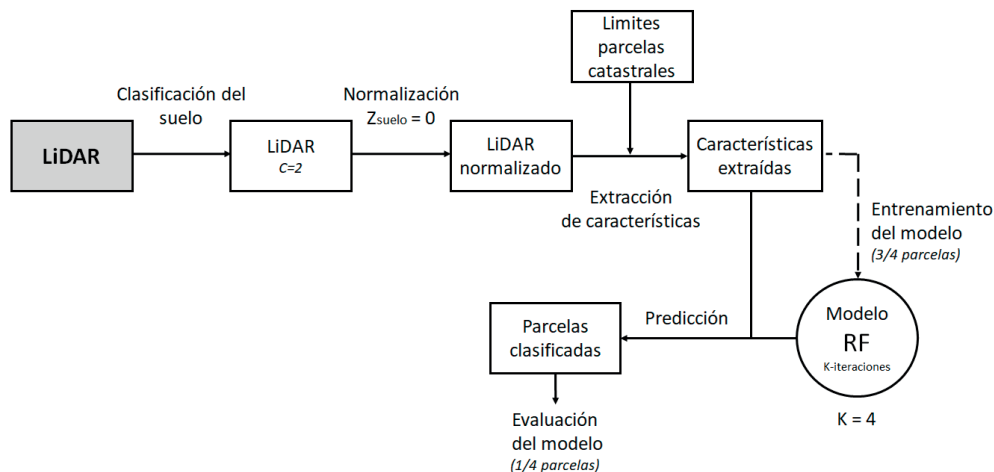 Limites
parcelas
catastrales
Clasificación del
suelo
Normalización
Zsuelo = 0
LiDAR
LiDAR
C=2
LiDAR
normalizado
Características
extraídas
Extracción
de características
Entrenamiento
del modelo
(3/4 parcelas)
Modelo
RF
K-iteraciones
K = 4
Predicción
Parcelas
clasificadas
Evaluación
del modelo
(1/4 parcelas)